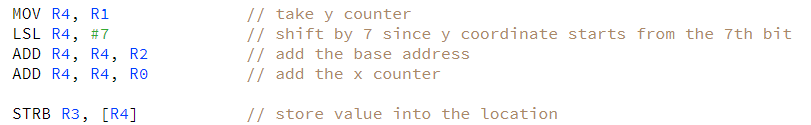 MOV R4, R1 // take y counter
LSL R4, #7 // shift by 7 since y coordinate starts from the 7th bit
ADD R4, R4, R2 // add the base address
ADD R4, R4, R0 // add the x counter
STRB R3, [R4] // store value into the location